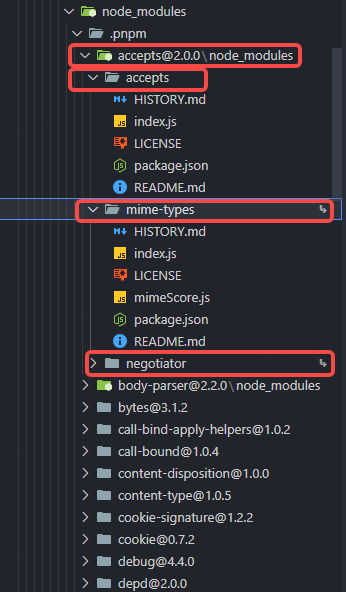 node_modules
.pnpm
accepts@2.0.0\node_modules
accepts
HISTORY.md
JS index.js
LICENSE
package.json
README.md
mime-types
HISTORY.md
JS index.js
LICENSE
JS mimeScore.js
package.json
README.md
negotiator
body-parser@2.2.0\node_modules
bytes@3.1.2
call-bind-apply-helpers@1.0.2
call-bound@1.0.4
content-disposition@1.0.0
content-type@1.0.5
cookie-signature@1.2.2
cookie@0.7.2
debug@4.4.0
depd@2.0.0